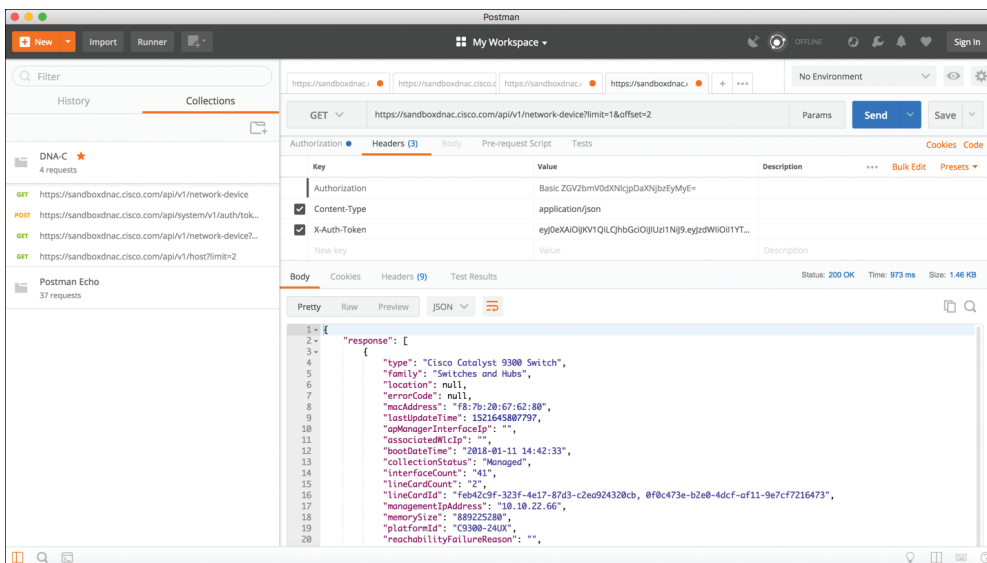 Postman
New Import Runner My Workspace OFFLINE Sign In
Filter
History Collections
DNA-C
4 requests
GET https://sandboxdnac.cisco.com/api/v1/network-device
POST https://sandboxdnac.cisco.com/api/system/v1/auth/tok...
GET https://sandboxdnac.cisco.com/api/v1/network-device?...
GET https://sandboxdnac.cisco.com/api/v1/host?limit=2
Postman Echo
37 requests
https://sandboxdnac. https://sandboxdnac.cisco.c https://sandboxdnac. https://sandboxdnac. + ••• No Environment
GET https://sandboxdnac.cisco.com/api/v1/network-device?limit=1&offset=2 Params Send Save
Authorization Headers (3) Body Pre-request Script Tests Cookies Code
Key Value Description ••• Bulk Edit Presets
Authorization Basic ZGV2bmV0dXNlcjpDaXNjbzEyMyE=
Content-Type application/json
X-Auth-Token
New key Value Description
Body Cookies Headers (9) Test Results Status: 200 OK Time: 973 ms Size: 1.46 KB
Pretty Raw Preview JSON
1 {
2 "response": [
3 {
4 "type": "Cisco Catalyst 9300 Switch",
5 "family": "Switches and Hubs",
6 "location": null,
7 "errorCode": null,
8 "macAddress": "f8:7b:20:67:62:80",
9 "lastUpdateTime": 1521645807797,
10 "apManagerInterfaceIp": "",
11 "associatedWlcIp": "",
12 "bootDateTime": "2018-01-11 14:42:33",
13 "collectionStatus": "Managed",
14 "interfaceCount": "41",
15 "lineCardCount": "2",
16 "lineCardId": "feb42c9f-323f-4e17-87d3-c2ea924320cb, 0f0c473e-b2e0-4dcf-af11-9e7cf7216473",
17 "managementIpAddress": "10.10.22.66",
18 "memorySize": "889225280",
19 "platformId": "C9300-24UX",
20 "reachabilityFailureReason": "",